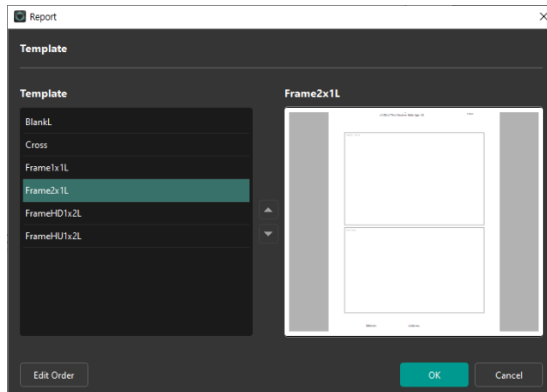 Report
Template
Template
Frame2x1L
BlankL
Cross
Frame1x1L
Frame2x1L
FrameHD1x2L
FrameHU1x2L
Edit Order
OK
Cancel